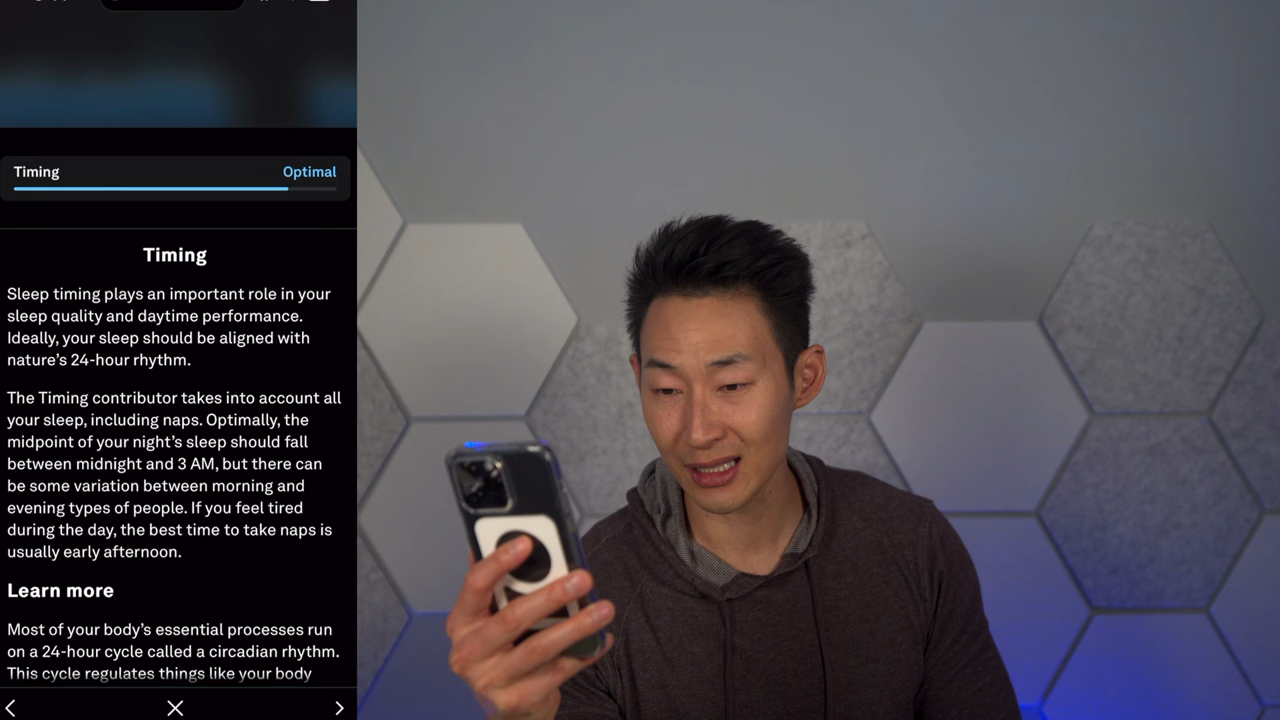 Timing
Optimal
Timing
Sleep timing plays an important role in your
sleep quality and daytime performance.
Ideally, your sleep should be aligned with
nature's 24-hour rhythm.
The Timing contributor takes into account all
your sleep, including naps. Optimally, the
midpoint of your night's sleep should fall
between midnight and 3 AM, but there can
be some variation between morning and
evening types of people. If you feel tired
during the day, the best time to take naps is
usually early afternoon.
Learn more
Most of your body's essential processes run
on a 24-hour cycle called a circadian rhythm.
This cycle regulates things like your body